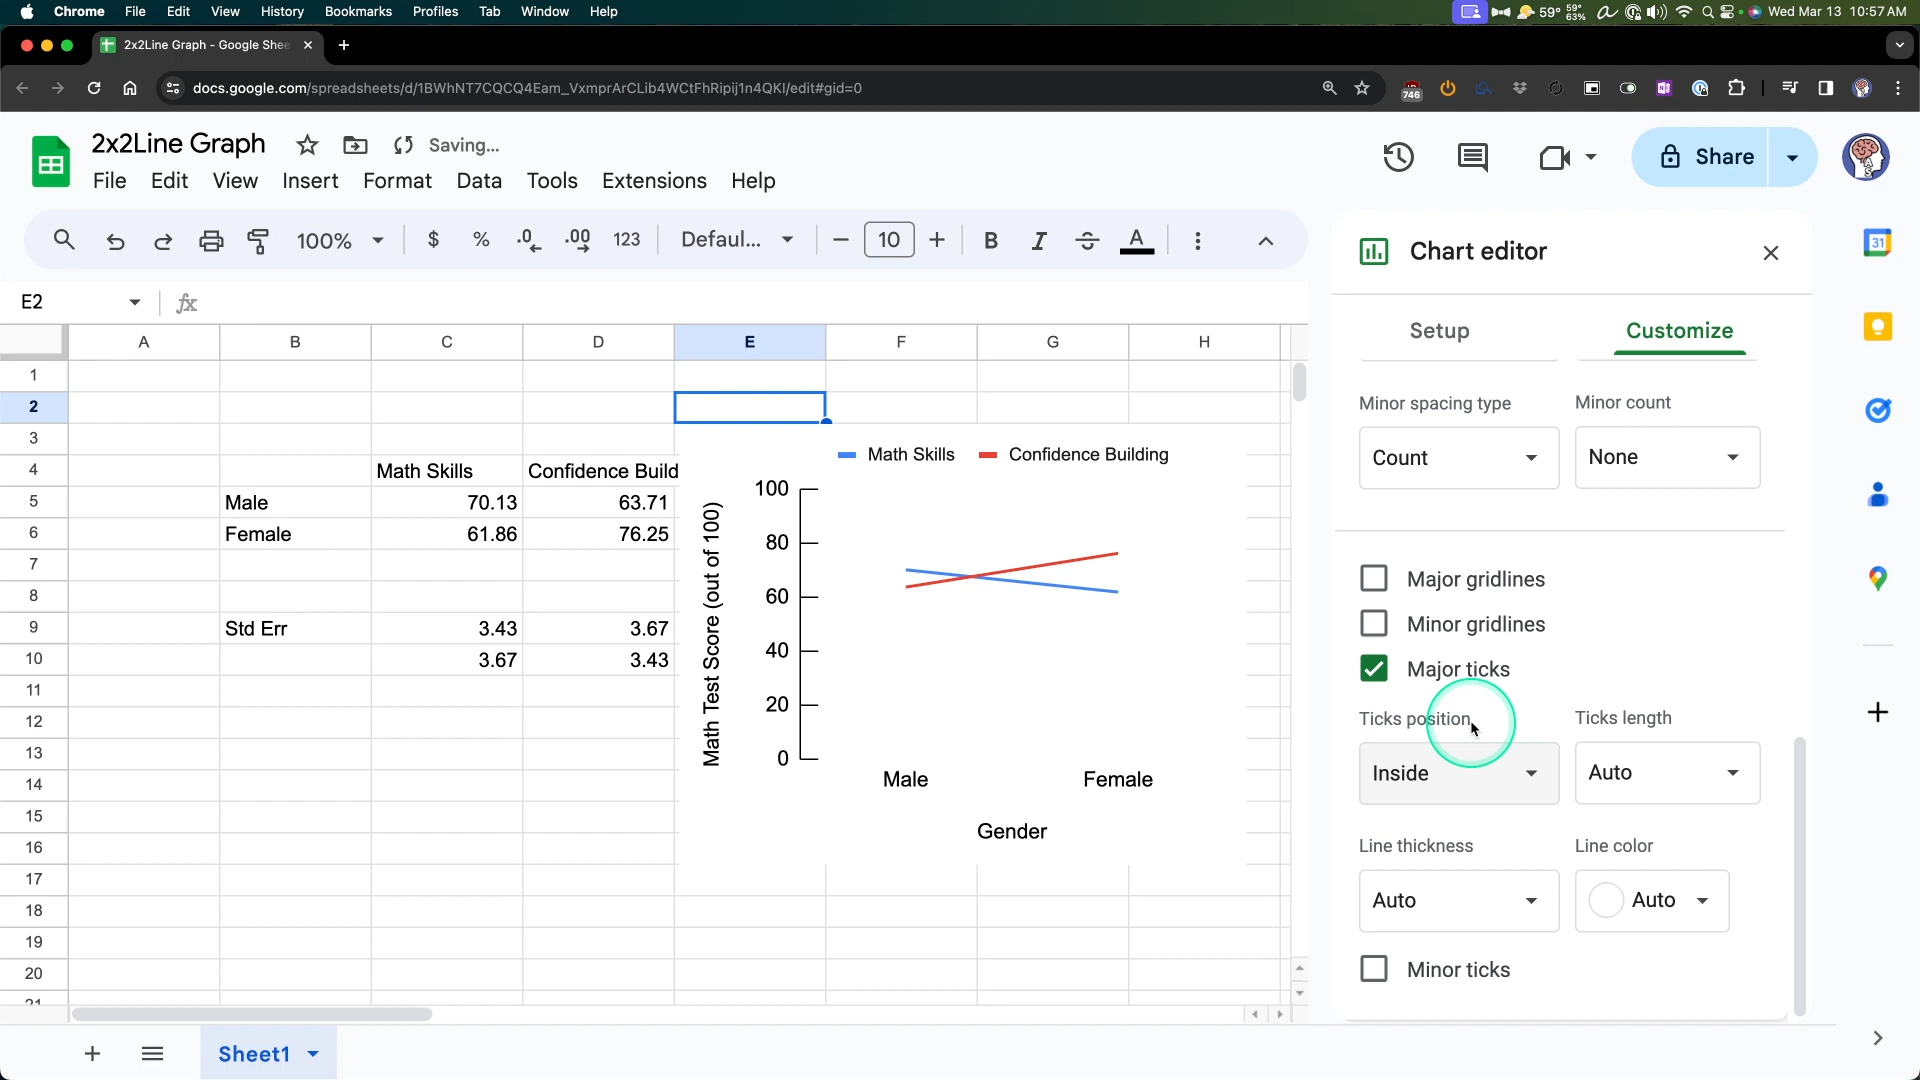 Chrome File Edit View History Bookmarks Profiles Tab Window Help
59° 59° 63% Wed Mar 13 10:57 AM
2x2Line Graph - Google Shee
docs.google.com/spreadsheets/d/1BWhNT7CQCQ4Eam_VxmprArCLib4WCtFhRipij1n4QKI/edit#gid=0
746
2x2Line Graph Saving...
Share
File Edit View Insert Format Data Tools Extensions Help
100% $ % .0 .00 123 Defaul... 10 B I A
Chart editor
E2
fx
Setup Customize
A B C D E F G H
1
2
3
4 Math Skills Confidence Build
5 Male 70.13 63.71
6 Female 61.86 76.25
7
8
9 Std Err 3.43 3.67
10 3.67 3.43
11
12
13
14
15
16
17
18
19
20
21
Math Skills Confidence Building
Math Test Score (out of 100)
100
80
60
40
20
0
Male Female
Gender
Minor spacing type Minor count
Count None
Major gridlines
Minor gridlines
Major ticks
Ticks position Ticks length
Inside Auto
Line thickness Line color
Auto Auto
Minor ticks
31
Sheet1